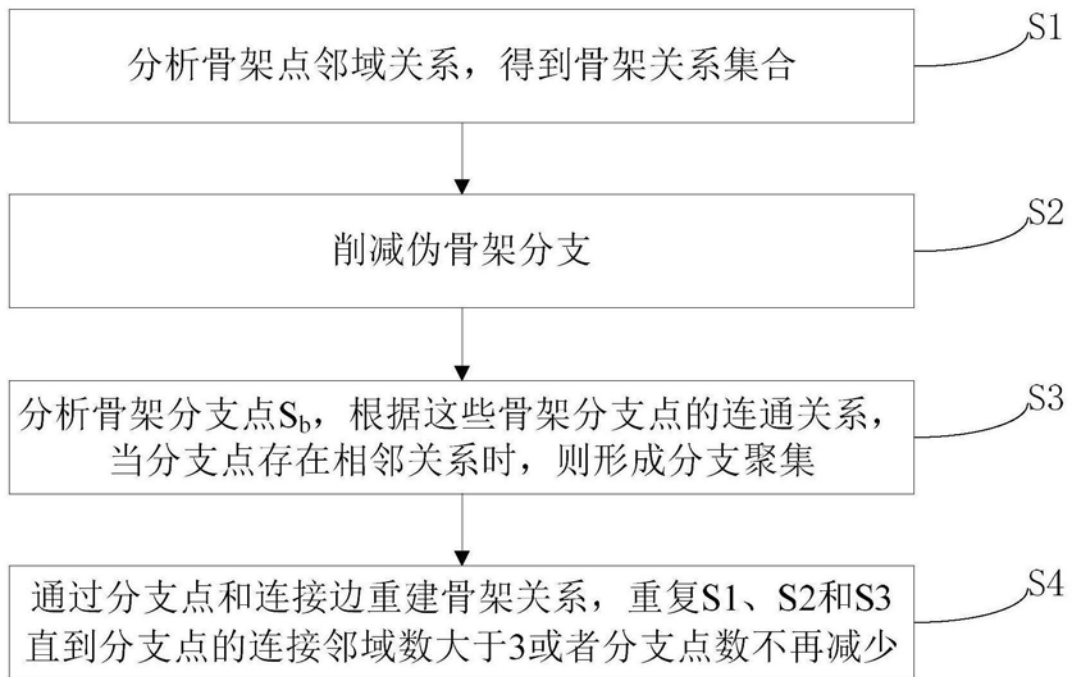 分析骨架点邻域关系，得到骨架关系集合
S1
削减伪骨架分支
S2
分析骨架分支点Sb，根据这些骨架分支点的连通关系，
当分支点存在相邻关系时，则形成分支聚集
S3
通过分支点和连接边重建骨架关系，重复S1、S2和S3
直到分支点的连接邻域数大于3或者分支点数不再减少
S4